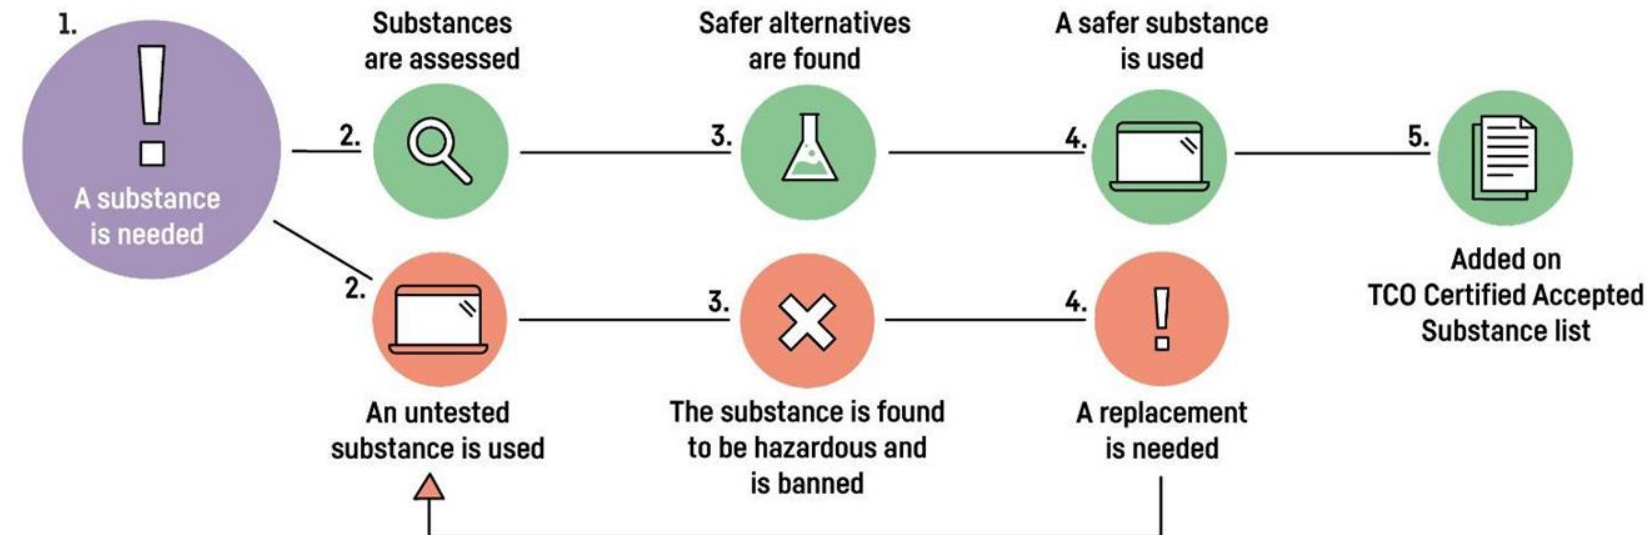 1.
A substance
is needed
2.
Substances
are assessed
3.
Safer alternatives
are found
4.
A safer substance
is used
5.
Added on
TCO Certified Accepted
Substance list
2.
An untested
substance is used
3.
The substance is found
to be hazardous and
is banned
4.
A replacement
is needed